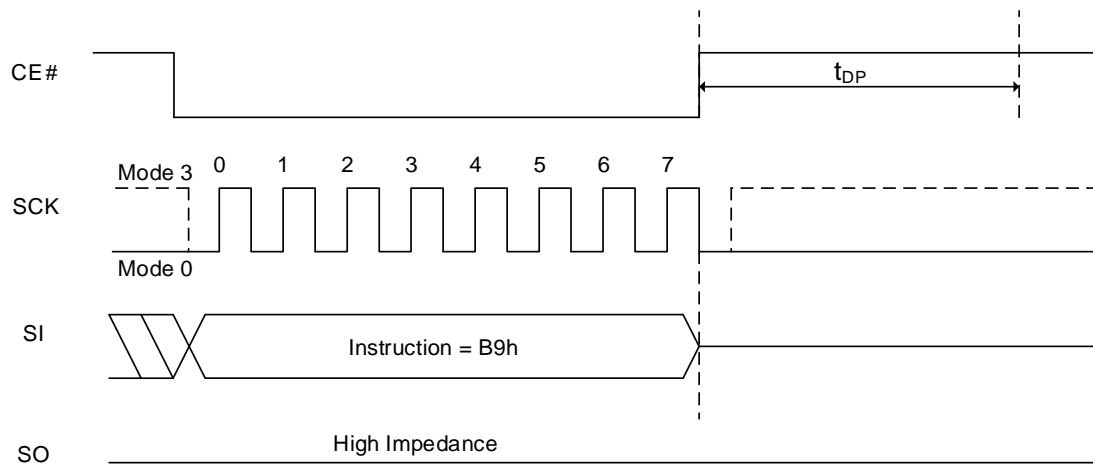 CE#
tDP
Mode 3
0 1 2 3 4 5 6 7
SCK
Mode 0
SI
Instruction = B9h
SO
High Impedance